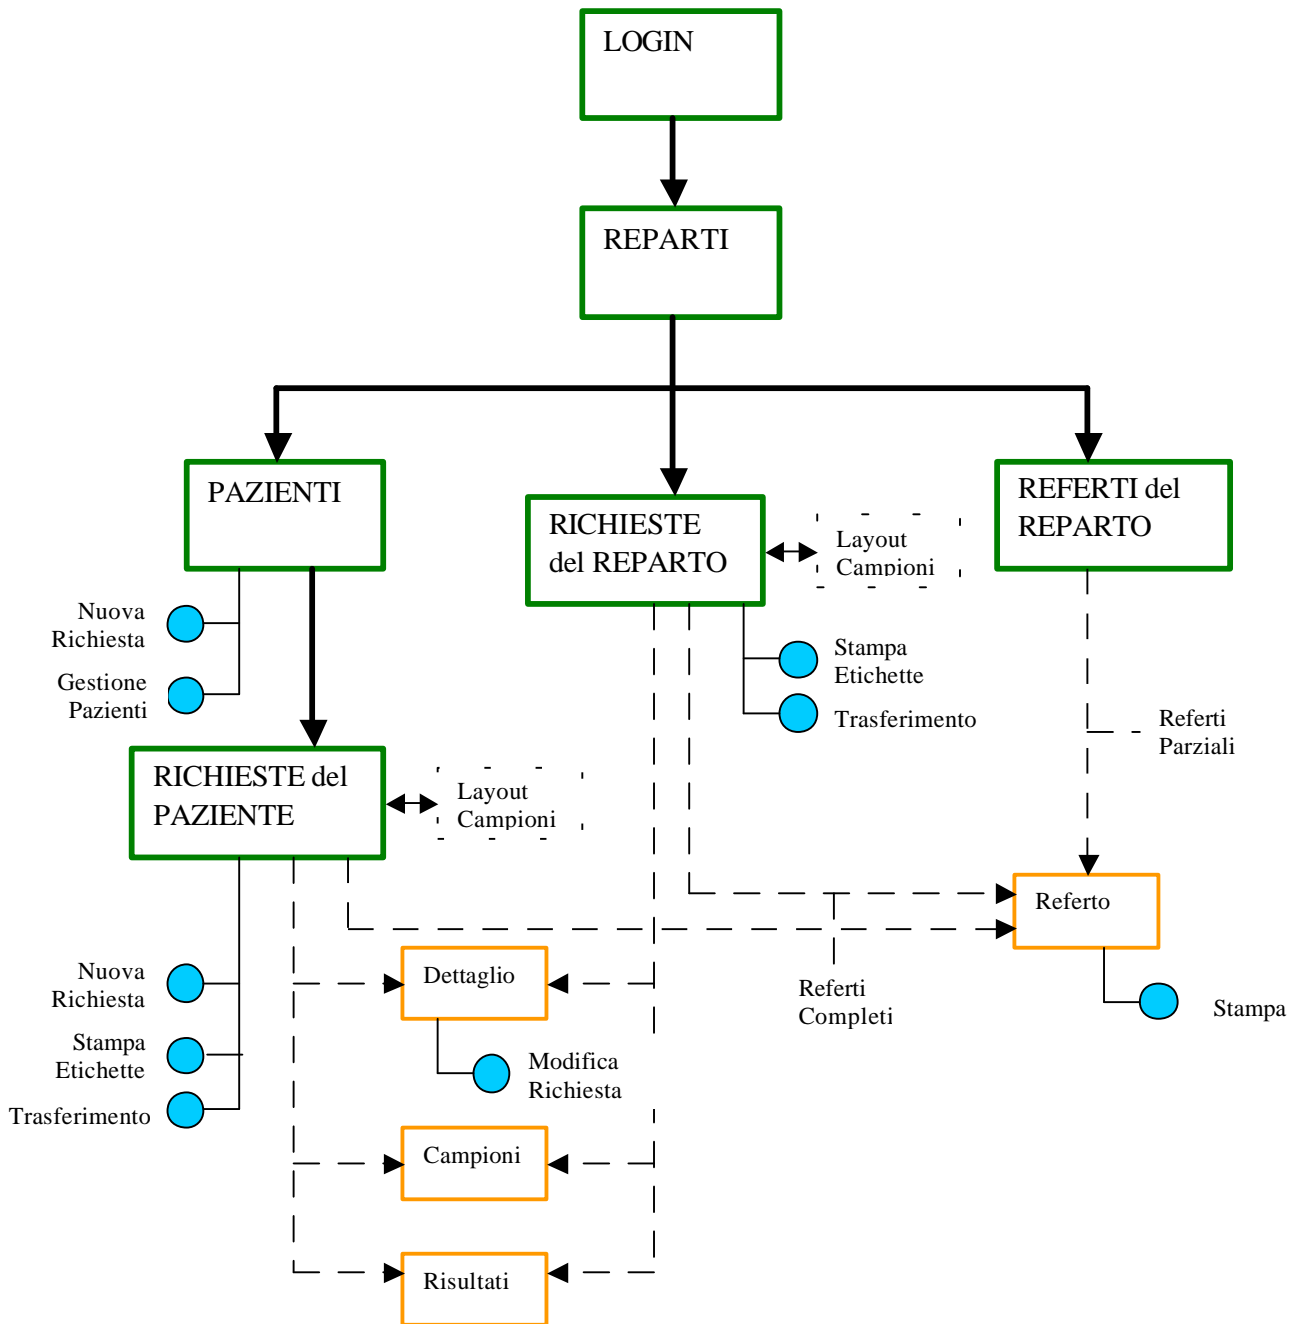 LOGIN
REPARTI
PAZIENTI
RICHIESTE
del REPARTO
REFERTI del
REPARTO
Layout
Campioni
Nuova
Richiesta
Gestione
Pazienti
Stampa
Etichette
Trasferimento
Referti
Parziali
RICHIESTE del
PAZIENTE
Layout
Campioni
Referto
Nuova
Richiesta
Stampa
Etichette
Trasferimento
Dettaglio
Modifica
Richiesta
Referti
Completi
Stampa
Campioni
Risultati